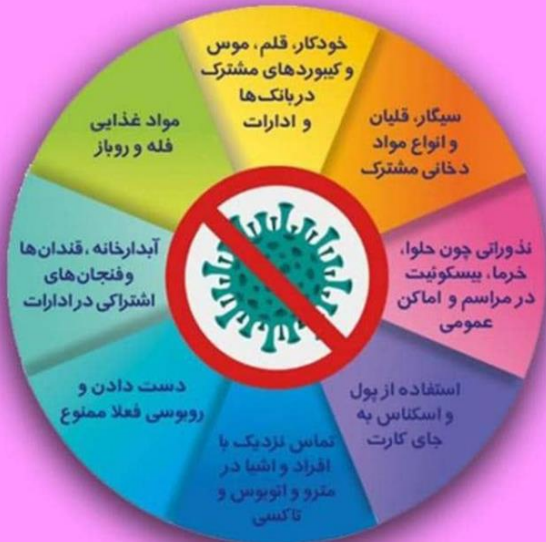 خودکار، قلم، موس
و کیبوردهای مشترک
در بانک‌ها
و ادارات
سیگار، قلیان
و انواع مواد
دخانی مشترک
نذوراتی چون حلوا،
خرما، بیسکوئیت
در مراسم و اماکن
عمومی
استفاده از پول
و اسکناس به
جای کارت
تماس نزدیک با
افراد و اشیا در
مترو و اتوبوس و
تاکسی
دست دادن و
روبوسی فعلا ممنوع
آبدارخانه، قندان‌ها
و فنجان‌های
اشتراکی در ادارات
مواد غذایی
فله و روباز